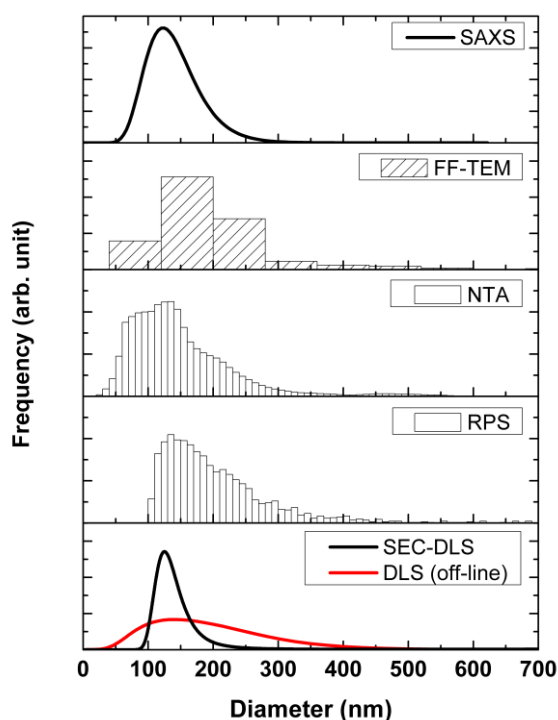 SAXS
FF-TEM
NTA
RPS
SEC-DLS
DLS (off-line)
Frequency (arb. unit)
0 100 200 300 400 500 600 700
Diameter (nm)